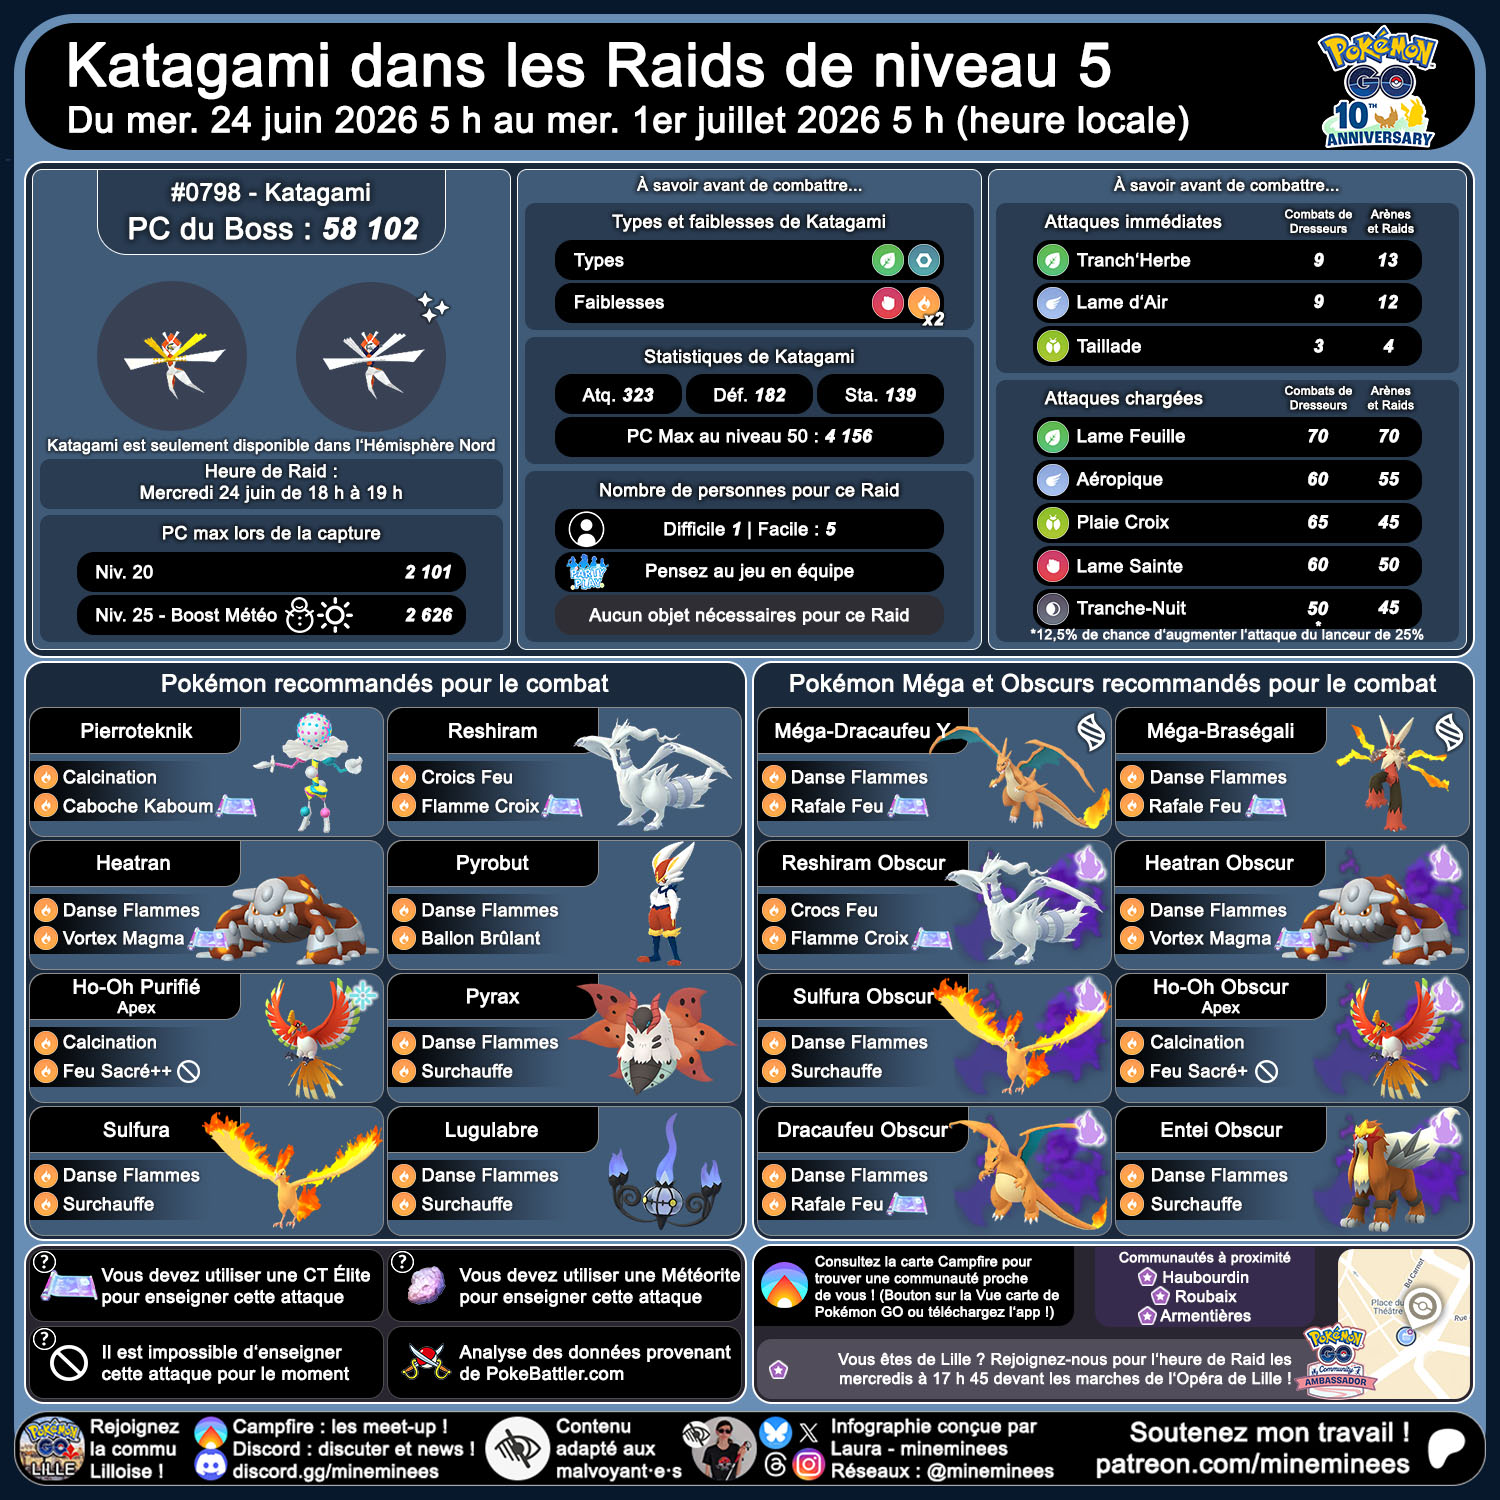 Katagami dans les Raids de niveau 5
Du mer. 24 juin 2026 5 h au mer. 1er juillet 2026 5 h (heure locale)
POKÉMON
GO
10TH
ANNIVERSARY
#0798 - Katagami
PC du Boss : 58 102
Katagami est seulement disponible dans l'Hémisphère Nord
Heure de Raid :
Mercredi 24 juin de 18 h à 19 h
PC max lors de la capture
Niv. 20 2 101
Niv. 25 - Boost Météo 2 626
À savoir avant de combattre...
Types et faiblesses de Katagami
Types
Faiblesses
x2
Statistiques de Katagami
Atq. 323 Déf. 182 Sta. 139
PC Max au niveau 50 : 4 156
Nombre de personnes pour ce Raid
Difficile 1 | Facile : 5
PARTY PLAY
Pensez au jeu en équipe
Aucun objet nécessaires pour ce Raid
À savoir avant de combattre...
Attaques immédiates Combats de Dresseurs Arènes et Raids
Tranch'Herbe 9 13
Lame d'Air 9 12
Taillade 3 4
Attaques chargées Combats de Dresseurs Arènes et Raids
Lame Feuille 70 70
Aéropique 60 55
Plaie Croix 65 45
Lame Sainte 60 50
Tranche-Nuit 50 45
*
*12,5% de chance d'augmenter l'attaque du lanceur de 25%
Pokémon recommandés pour le combat
Pierroteknik
Calcination
Caboche Kaboum
Reshiram
Croics Feu
Flamme Croix
Heatran
Danse Flammes
Vortex Magma
Pyrobut
Danse Flammes
Ballon Brûlant
Ho-Oh Purifié
Apex
Calcination
Feu Sacré++
Pyrax
Danse Flammes
Surchauffe
Sulfura
Danse Flammes
Surchauffe
Lugulabre
Danse Flammes
Surchauffe
Pokémon Méga et Obscurs recommandés pour le combat
Méga-Dracaufeu Y
Danse Flammes
Rafale Feu
Méga-Braségali
Danse Flammes
Rafale Feu
Reshiram Obscur
Crocs Feu
Flamme Croix
Heatran Obscur
Danse Flammes
Vortex Magma
Sulfura Obscur
Danse Flammes
Surchauffe
Ho-Oh Obscur
Apex
Calcination
Feu Sacré+
Dracaufeu Obscur
Danse Flammes
Rafale Feu
Entei Obscur
Danse Flammes
Surchauffe
?
Vous devez utiliser une CT Élite
pour enseigner cette attaque
?
Vous devez utiliser une Météorite
pour enseigner cette attaque
?
Il est impossible d'enseigner
cette attaque pour le moment
Analyse des données provenant
de PokeBattler.com
Consultez la carte Campfire pour
trouver une communauté proche
de vous ! (Bouton sur la Vue carte de
Pokémon GO ou téléchargez l'app !)
Communautés à proximité
Haubourdin
Roubaix
Armentières
Bd Carnot
Place du
Théâtre
Rue
Vous êtes de Lille ? Rejoignez-nous pour l'heure de Raid les
mercredis à 17 h 45 devant les marches de l'Opéra de Lille !
POKÉMON
GO
Community
AMBASSADOR
POKÉMON
GO
LILLE
Rejoignez
la commu
Lilloise !
Campfire : les meet-up !
Discord : discuter et news !
discord.gg/mineminees
Contenu
adapté aux
malvoyant·e·s
Infographie conçue par
Laura - mineminees
Réseaux : @mineminees
Soutenez mon travail !
patreon.com/mineminees